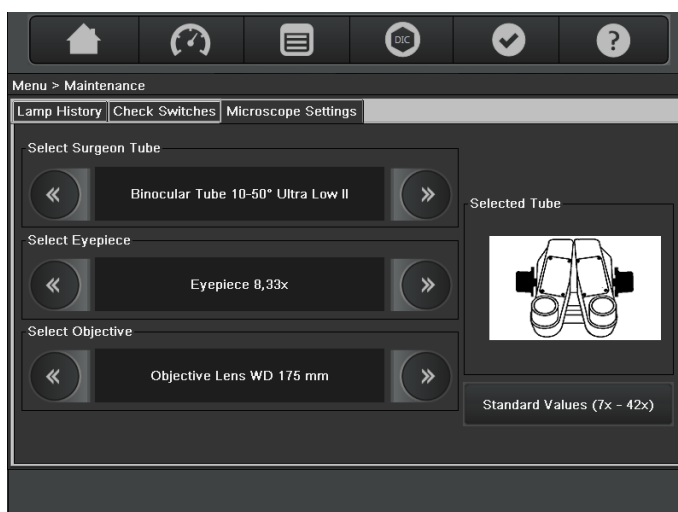 DIC
?
Menu > Maintenance
Lamp History
Check Switches
Microscope Settings
Select Surgeon Tube
«
Binocular Tube 10-50° Ultra Low II
»
Selected Tube
Select Eyepiece
«
Eyepiece 8,33x
»
Select Objective
«
Objective Lens WD 175 mm
»
Standard Values (7x - 42x)